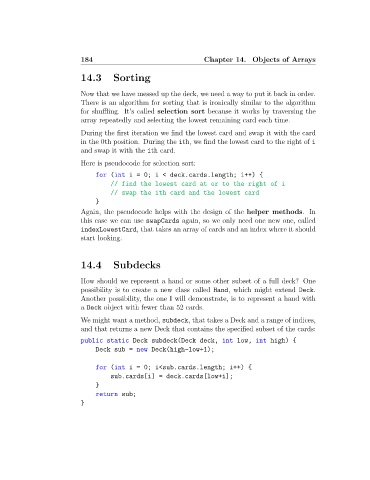 184 Chapter 14. Objects of Arrays
14.3 Sorting
Now that we have messed up the deck, we need a way to put it back in order.
There is an algorithm for sorting that is ironically similar to the algorithm
for shuffling. It's called selection sort because it works by traversing the
array repeatedly and selecting the lowest remaining card each time.
During the first iteration we find the lowest card and swap it with the card
in the 0th position. During the ith, we find the lowest card to the right of i
and swap it with the ith card.
Here is pseudocode for selection sort:
for (int i = 0; i < deck.cards.length; i++) {
// find the lowest card at or to the right of i
// swap the ith card and the lowest card
}
Again, the pseudocode helps with the design of the helper methods. In
this case we can use swapCards again, so we only need one new one, called
indexLowestCard, that takes an array of cards and an index where it should
start looking.
14.4 Subdecks
How should we represent a hand or some other subset of a full deck? One
possibility is to create a new class called Hand, which might extend Deck.
Another possibility, the one I will demonstrate, is to represent a hand with
a Deck object with fewer than 52 cards.
We might want a method, subdeck, that takes a Deck and a range of indices,
and that returns a new Deck that contains the specified subset of the cards:
public static Deck subdeck(Deck deck, int low, int high) {
Deck sub = new Deck(high-low+1);
for (int i = 0; i<sub.cards.length; i++) {
sub.cards[i] = deck.cards[low+i];
}
return sub;
}